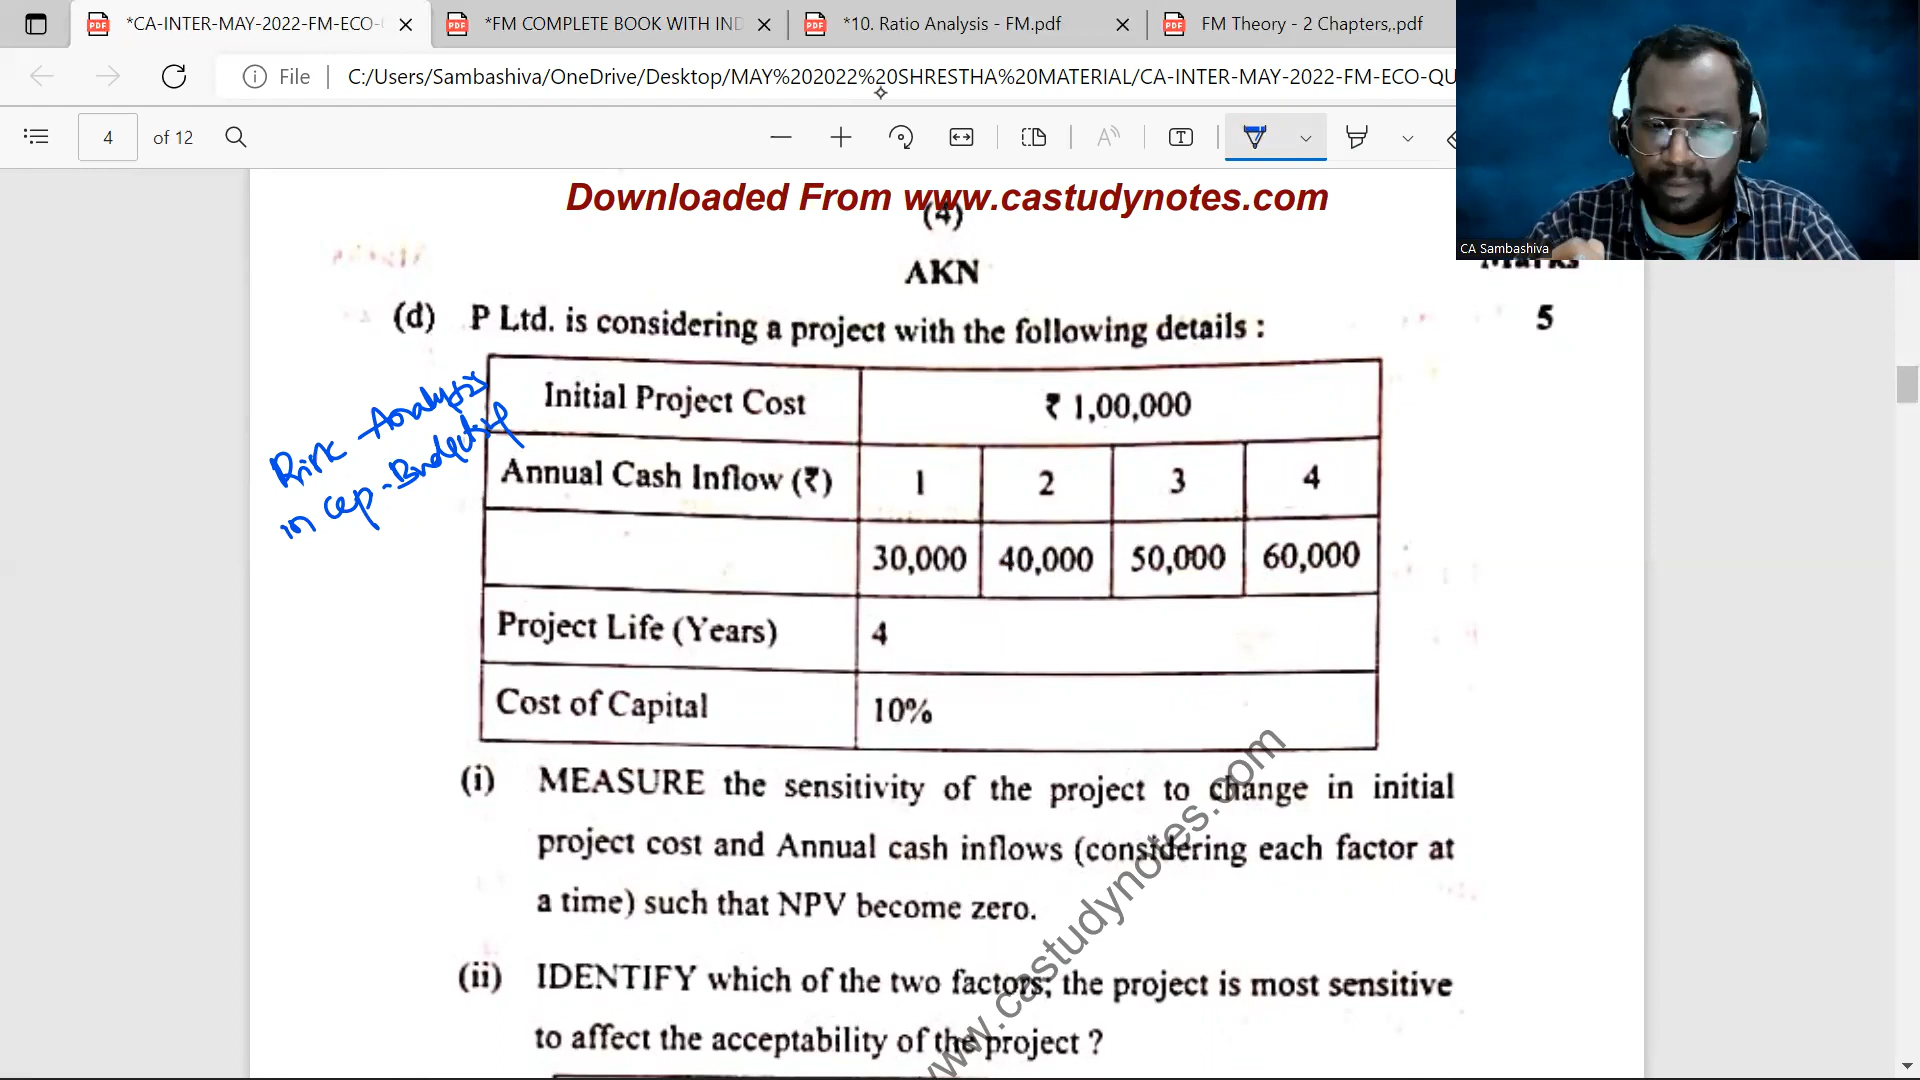 *CA-INTER-MAY-2022-FM-ECO-
*FM COMPLETE BOOK WITH IND
*10. Ratio Analysis - FM.pdf
FM Theory - 2 Chapters,.pdf
File
C:/Users/Sambashiva/OneDrive/Desktop/MAY%202022%20SHRESTHA%20MATERIAL/CA-INTER-MAY-2022-FM-ECO-QU
4 of 12
CA Sambashiva
Downloaded From www.castudynotes.com
(4)
AKN
Marks
(d) P Ltd. is considering a project with the following details : 5
Risk Analysis
in Cap. Budgeting
Initial Project Cost ₹ 1,00,000
Annual Cash Inflow (₹) 1 2 3 4
30,000 40,000 50,000 60,000
Project Life (Years) 4
Cost of Capital 10%
(i) MEASURE the sensitivity of the project to change in initial
project cost and Annual cash inflows (considering each factor at
a time) such that NPV become zero.
(ii) IDENTIFY which of the two factors; the project is most sensitive
to affect the acceptability of the project ?
www.castudynotes.com